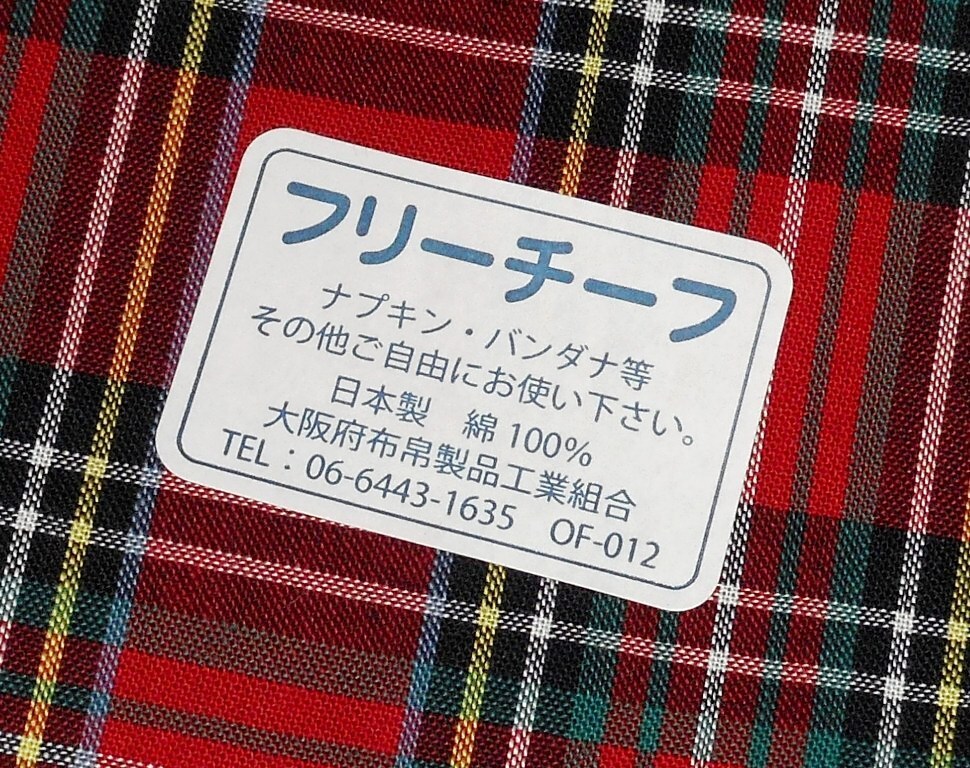 フリーチーフ
ナプキン・バンダナ等
その他ご自由にお使い下さい。
日本製　綿 100%
大阪府布帛製品工業組合
TEL：06-6443-1635　OF-012